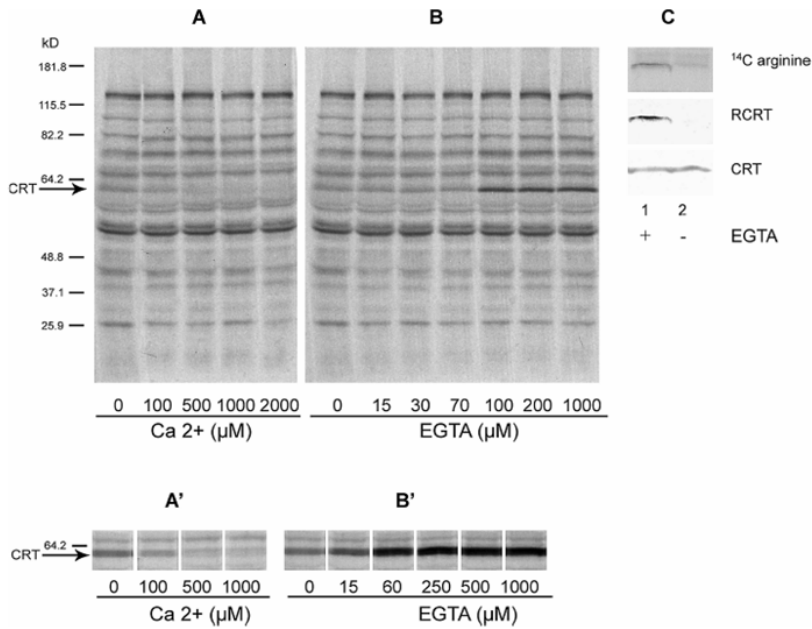 A B C
kD
181.8
115.5
82.2
64.2
CRT
48.8
37.1
25.9
0 100 500 1000 2000
Ca 2+ (µM)
0 15 30 70 100 200 1000
EGTA (µM)
¹⁴C arginine
RCRT
CRT
1 2
+ - EGTA
A' B'
64.2
CRT
0 100 500 1000
Ca 2+ (µM)
0 15 60 250 500 1000
EGTA (µM)